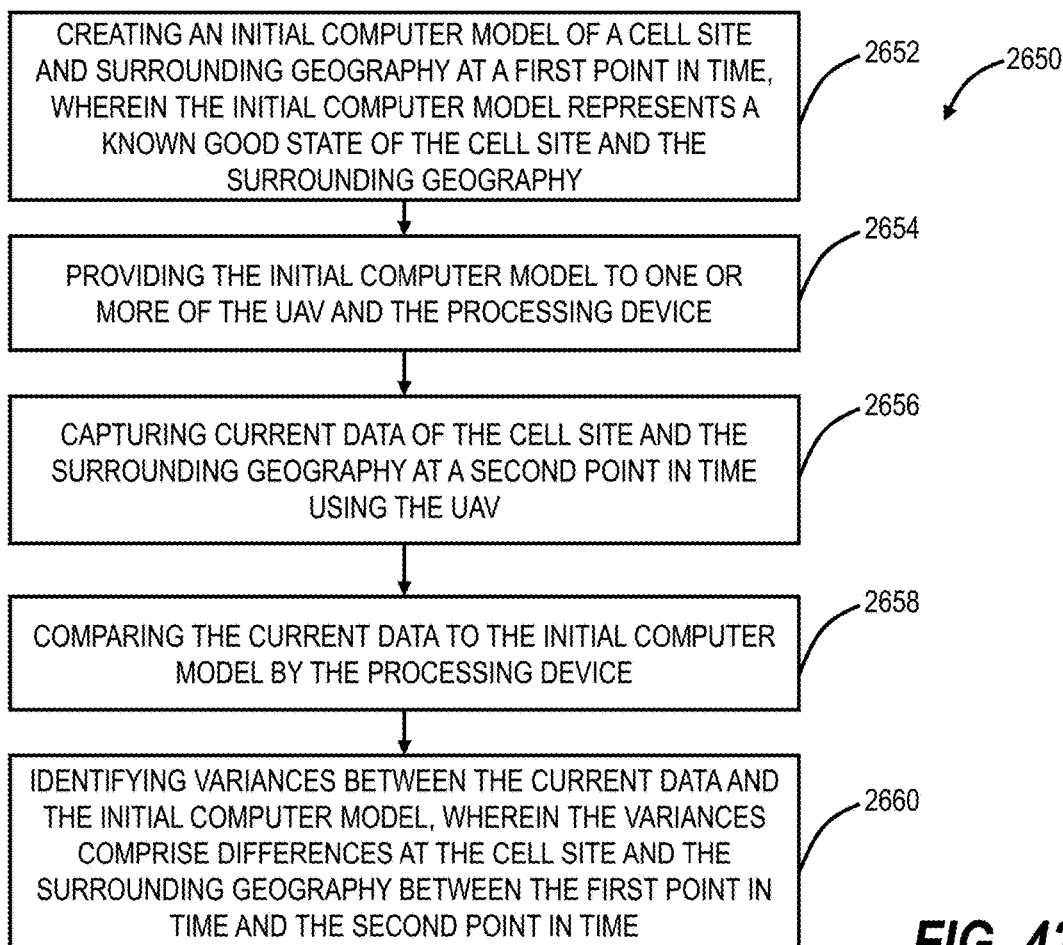 CREATING AN INITIAL COMPUTER MODEL OF A CELL SITE
AND SURROUNDING GEOGRAPHY AT A FIRST POINT IN TIME,
WHEREIN THE INITIAL COMPUTER MODEL REPRESENTS A
KNOWN GOOD STATE OF THE CELL SITE AND THE
SURROUNDING GEOGRAPHY
2652
2650
PROVIDING THE INITIAL COMPUTER MODEL TO ONE OR
MORE OF THE UAV AND THE PROCESSING DEVICE
2654
CAPTURING CURRENT DATA OF THE CELL SITE AND THE
SURROUNDING GEOGRAPHY AT A SECOND POINT IN TIME
USING THE UAV
2656
COMPARING THE CURRENT DATA TO THE INITIAL COMPUTER
MODEL BY THE PROCESSING DEVICE
2658
IDENTIFYING VARIANCES BETWEEN THE CURRENT DATA AND
THE INITIAL COMPUTER MODEL, WHEREIN THE VARIANCES
COMPRISE DIFFERENCES AT THE CELL SITE AND THE
SURROUNDING GEOGRAPHY BETWEEN THE FIRST POINT IN
TIME AND THE SECOND POINT IN TIME
2660
FIG.